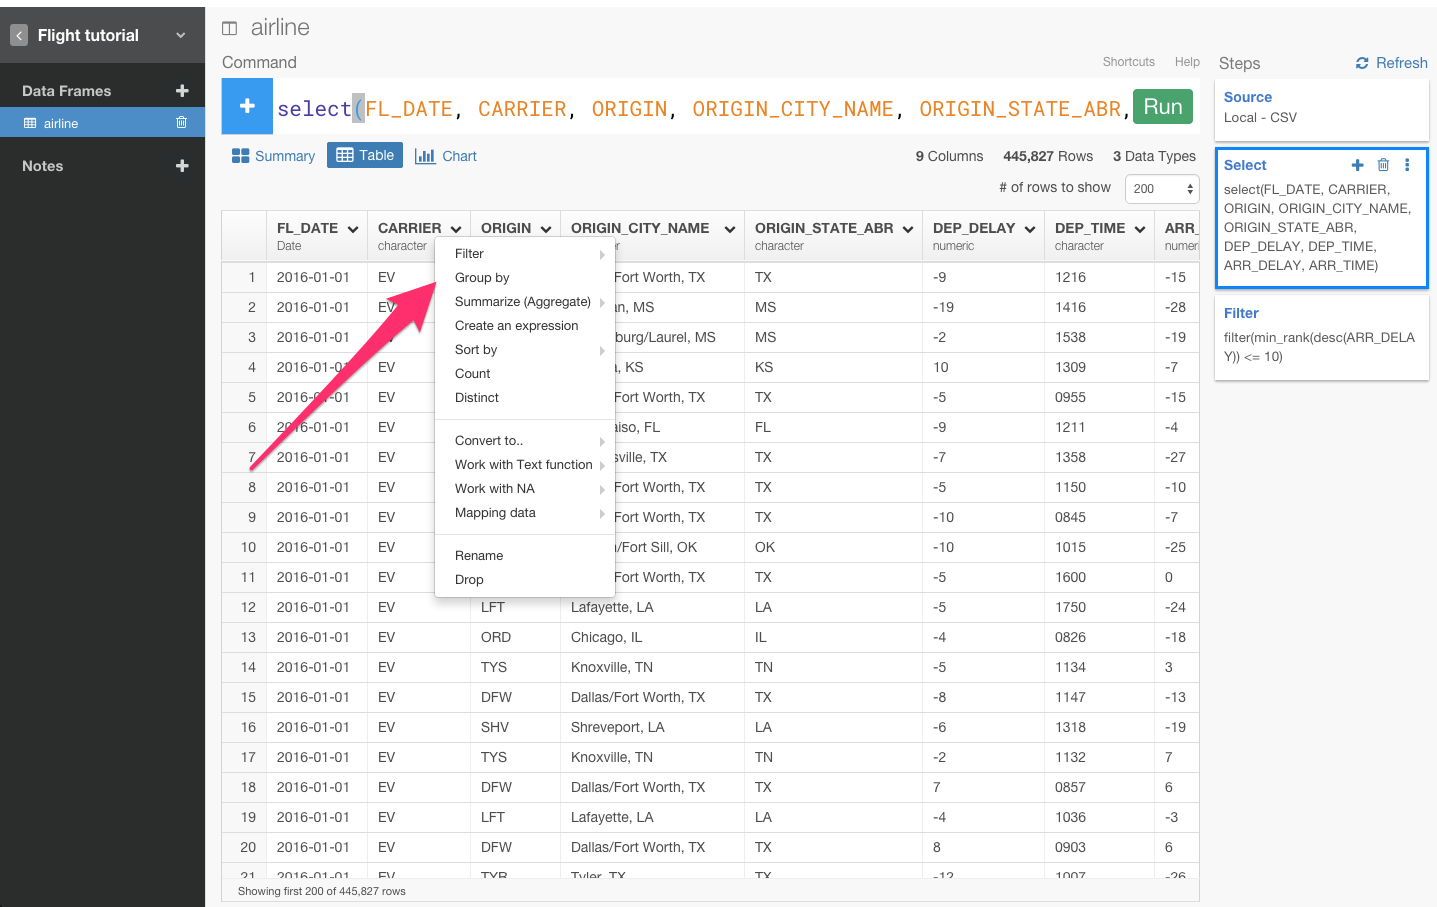 Flight tutorial
Data Frames
airline
Notes
airline
Command
Shortcuts Help
select(FL_DATE, CARRIER, ORIGIN, ORIGIN_CITY_NAME, ORIGIN_STATE_ABR,
Run
Summary Table Chart
9 Columns 445,827 Rows 3 Data Types
# of rows to show 200
FL_DATE CARRIER ORIGIN ORIGIN_CITY_NAME ORIGIN_STATE_ABR DEP_DELAY DEP_TIME ARR_
Date character character numeric character numeri
1 2016-01-01 EV Fort Worth, TX TX -9 1216 -15
2 2016-01-01 EV an, MS MS -19 1416 -28
3 2016-01-01 EV burg/Laurel, MS MS -2 1538 -19
4 2016-01-01 EV , KS KS 10 1309 -7
5 2016-01-01 EV Fort Worth, TX TX -5 0955 -15
6 2016-01-01 EV aiso, FL FL -9 1211 -4
7 2016-01-01 EV sville, TX TX -7 1358 -27
8 2016-01-01 EV Fort Worth, TX TX -5 1150 -10
9 2016-01-01 EV Fort Worth, TX TX -10 0845 -7
10 2016-01-01 EV /Fort Sill, OK OK -10 1015 -25
11 2016-01-01 EV Fort Worth, TX TX -5 1600 0
12 2016-01-01 EV LFT Lafayette, LA LA -5 1750 -24
13 2016-01-01 EV ORD Chicago, IL IL -4 0826 -18
14 2016-01-01 EV TYS Knoxville, TN TN -5 1134 3
15 2016-01-01 EV DFW Dallas/Fort Worth, TX TX -8 1147 -13
16 2016-01-01 EV SHV Shreveport, LA LA -6 1318 -19
17 2016-01-01 EV TYS Knoxville, TN TN -2 1132 7
18 2016-01-01 EV DFW Dallas/Fort Worth, TX TX 7 0857 6
19 2016-01-01 EV LFT Lafayette, LA LA -4 1036 -3
20 2016-01-01 EV DFW Dallas/Fort Worth, TX TX 8 0903 6
21 2016-01-01 EV TYR Tyler, TX TX -12 1007 -26
Showing first 200 of 445,827 rows
Filter
Group by
Summarize (Aggregate)
Create an expression
Sort by
Count
Distinct
Convert to..
Work with Text function
Work with NA
Mapping data
Rename
Drop
Steps Refresh
Source
Local - CSV
Select
select(FL_DATE, CARRIER,
ORIGIN, ORIGIN_CITY_NAME,
ORIGIN_STATE_ABR,
DEP_DELAY, DEP_TIME,
ARR_DELAY, ARR_TIME)
Filter
filter(min_rank(desc(ARR_DELA
Y)) <= 10)